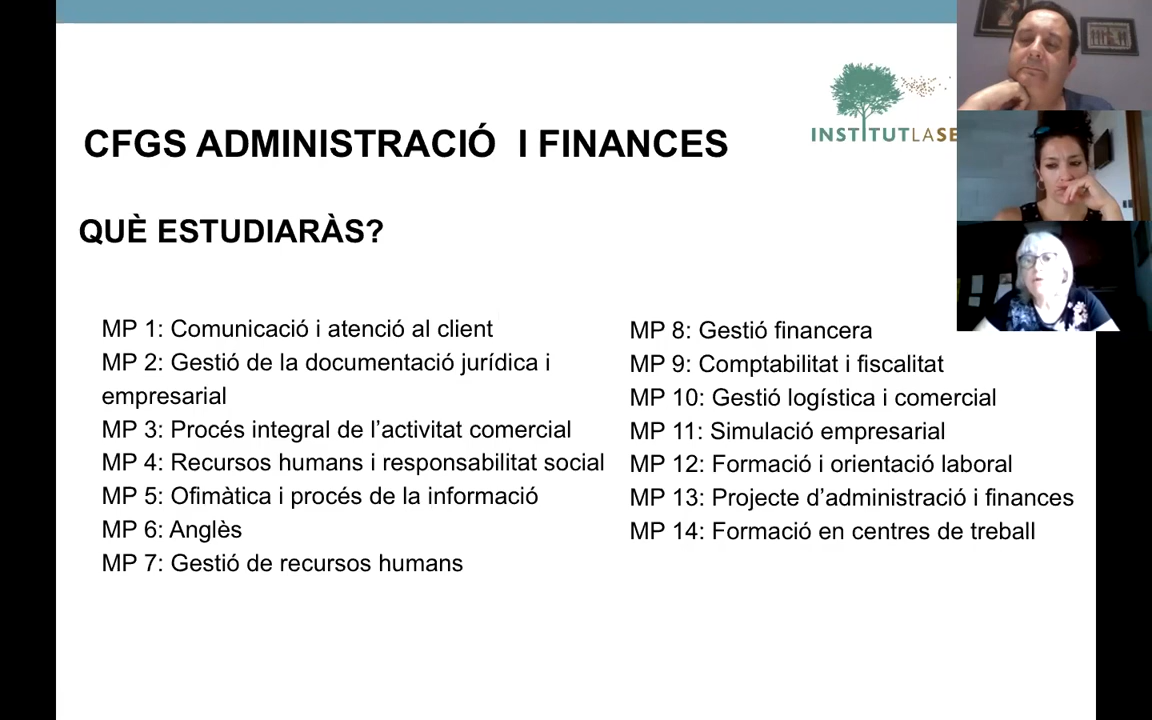 INSTITUTLASE
CFGS ADMINISTRACIÓ I FINANCES
QUÈ ESTUDIARÀS?
MP 1: Comunicació i atenció al client
MP 2: Gestió de la documentació jurídica i
empresarial
MP 3: Procés integral de l’activitat comercial
MP 4: Recursos humans i responsabilitat social
MP 5: Ofimàtica i procés de la informació
MP 6: Anglès
MP 7: Gestió de recursos humans
MP 8: Gestió financera
MP 9: Comptabilitat i fiscalitat
MP 10: Gestió logística i comercial
MP 11: Simulació empresarial
MP 12: Formació i orientació laboral
MP 13: Projecte d’administració i finances
MP 14: Formació en centres de treball